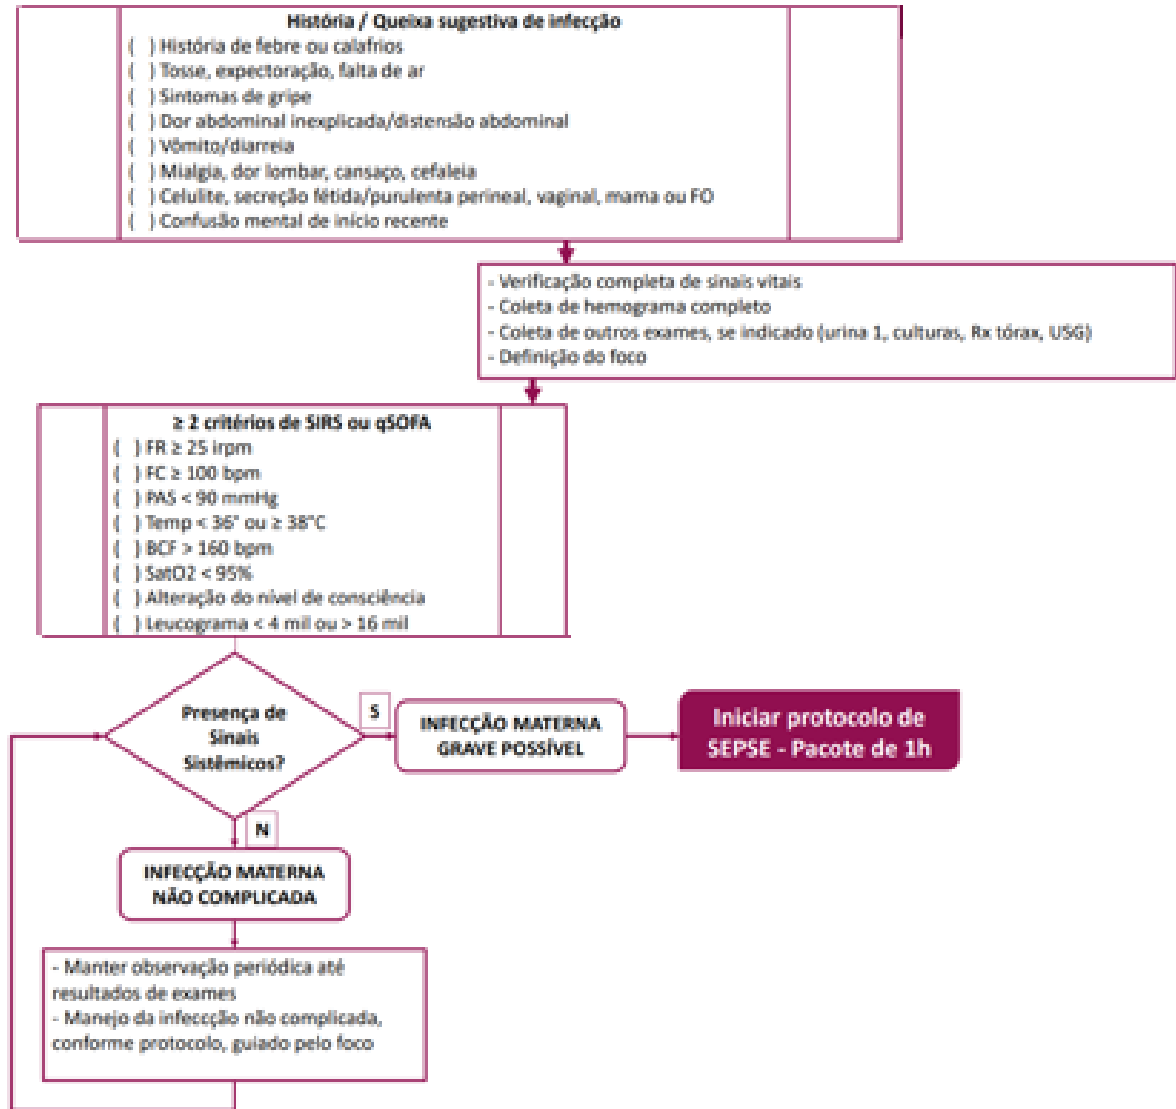 História / Queixa sugestiva de infecção
( ) História de febre ou calafrios
( ) Tosse, expectoração, falta de ar
( ) Sintomas de gripe
( ) Dor abdominal inexplicada/distensão abdominal
( ) Vômito/diarreia
( ) Mialgia, dor lombar, cansaço, cefaleia
( ) Celulite, secreção fétida/purulenta perineal, vaginal, mama ou FO
( ) Confusão mental de início recente
- Verificação completa de sinais vitais
- Coleta de hemograma completo
- Coleta de outros exames, se indicado (urina 1, culturas, Rx tórax, USG)
- Definição do foco
≥ 2 critérios de SIRS ou qSOFA
( ) FR ≥ 25 irpm
( ) FC ≥ 100 bpm
( ) PAS < 90 mmHg
( ) Temp < 36° ou ≥ 38°C
( ) BCF > 160 bpm
( ) SatO2 < 95%
( ) Alteração do nível de consciência
( ) Leucograma < 4 mil ou > 16 mil
Presença de
Sinais
Sistêmicos?
S
INFECÇÃO MATERNA
GRAVE POSSÍVEL
Iniciar protocolo de
SEPSE - Pacote de 1h
N
INFECÇÃO MATERNA
NÃO COMPLICADA
- Manter observação periódica até
resultados de exames
- Manejo da infeccção não complicada,
conforme protocolo, guiado pelo foco